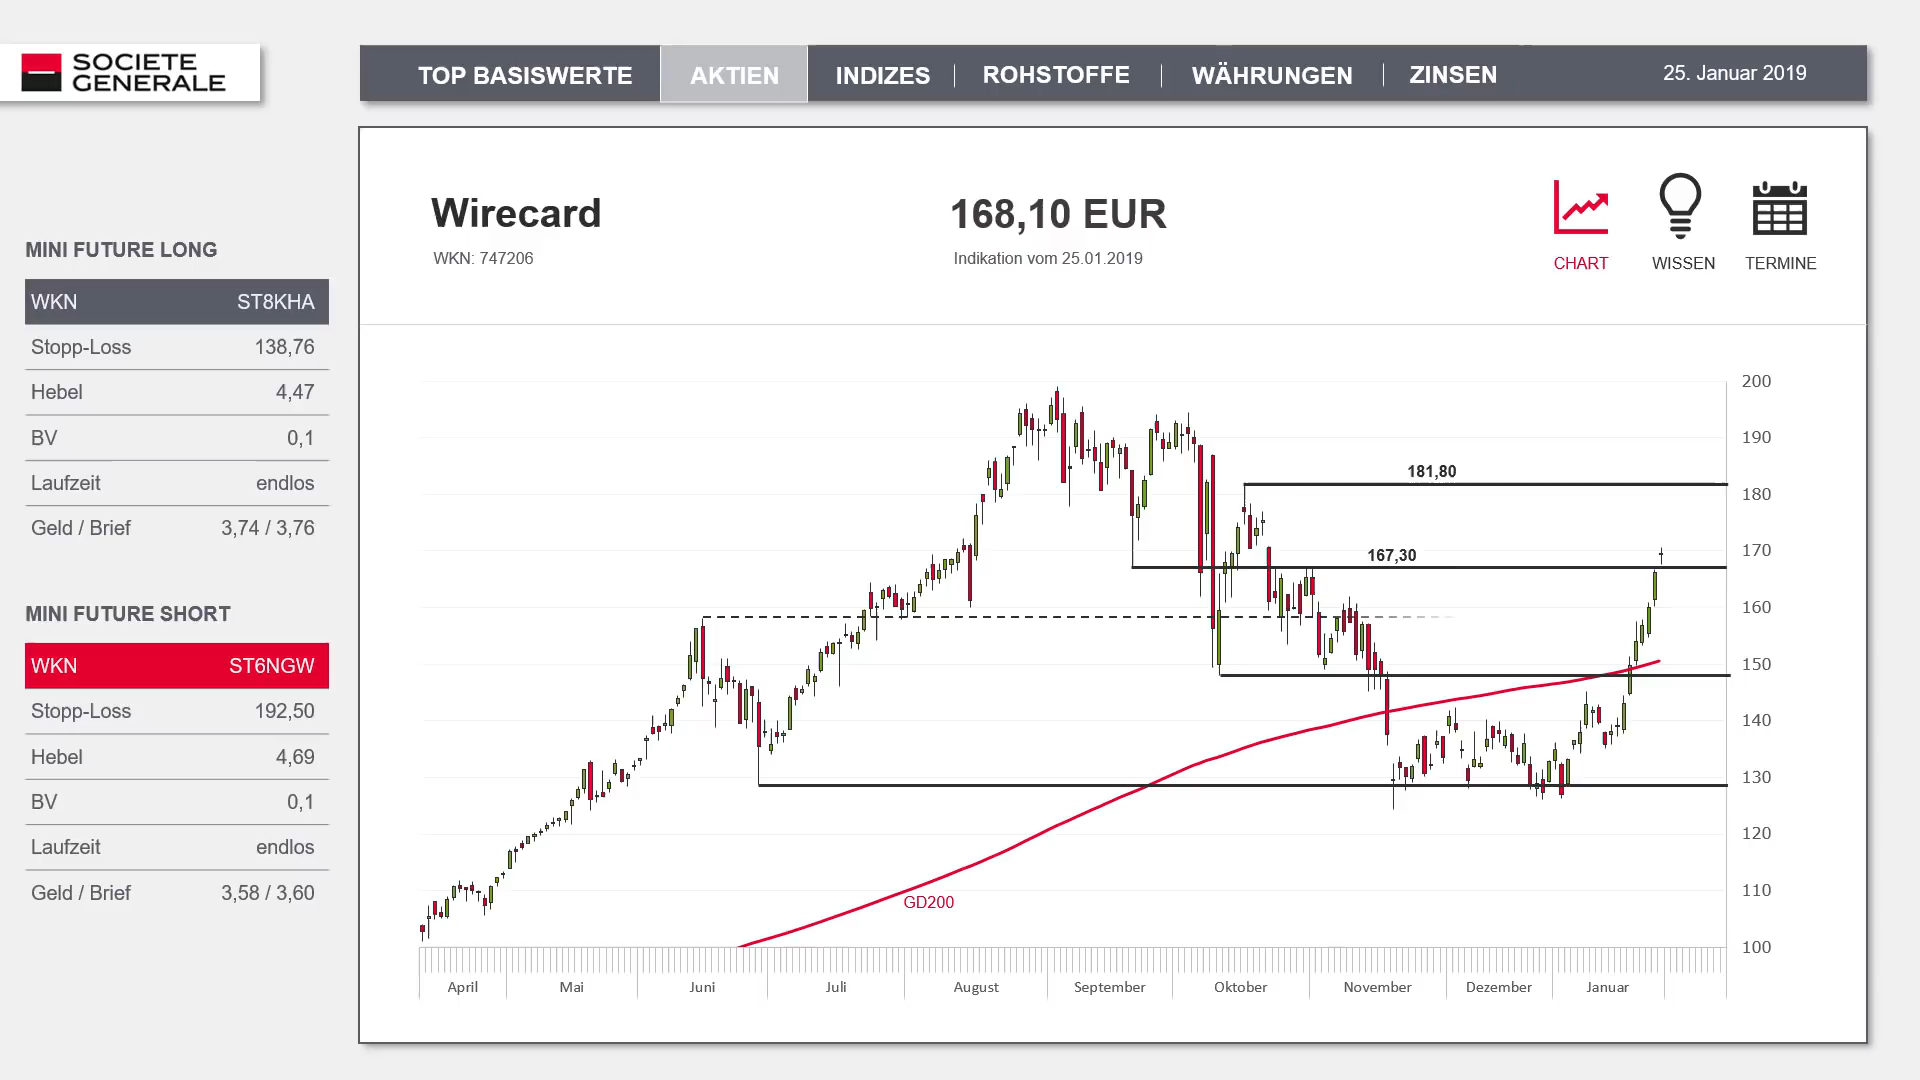 SOCIETE
GENERALE
TOP BASISWERTE
AKTIEN
INDIZES
ROHSTOFFE
WÄHRUNGEN
ZINSEN
25. Januar 2019
MINI FUTURE LONG
WKN ST8KHA
Stopp-Loss 138,76
Hebel 4,47
BV 0,1
Laufzeit endlos
Geld / Brief 3,74 / 3,76
MINI FUTURE SHORT
WKN ST6NGW
Stopp-Loss 192,50
Hebel 4,69
BV 0,1
Laufzeit endlos
Geld / Brief 3,58 / 3,60
Wirecard
WKN: 747206
168,10 EUR
Indikation vom 25.01.2019
CHART
WISSEN
TERMINE
181,80
167,30
GD200
200
190
180
170
160
150
140
130
120
110
100
April
Mai
Juni
Juli
August
September
Oktober
November
Dezember
Januar